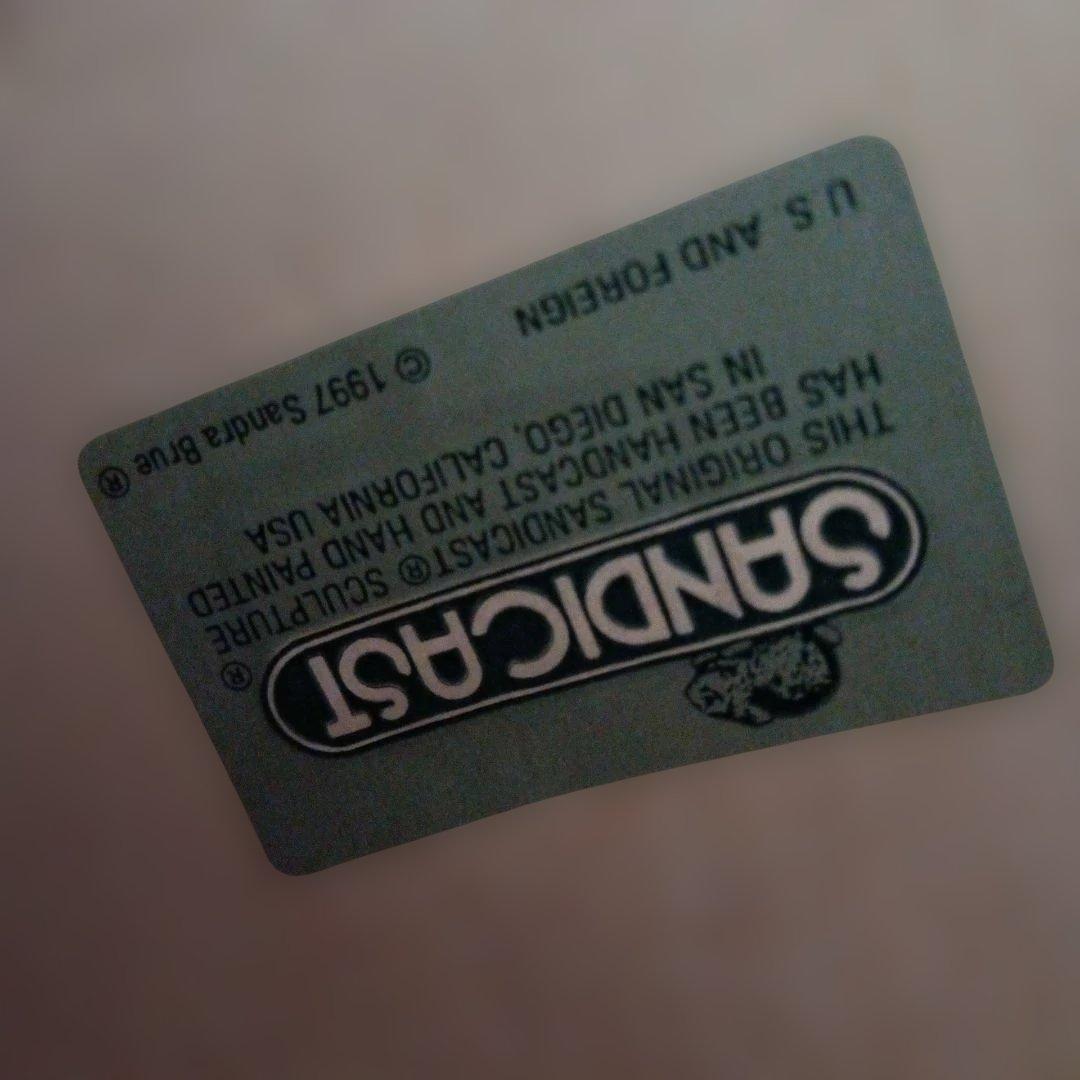 SANDICAST ®
THIS ORIGINAL SANDICAST® SCULPTURE
HAS BEEN HANDCAST AND HAND PAINTED
IN SAN DIEGO, CALIFORNIA USA
U.S. AND FOREIGN
© 1997 Sandra Brue ®